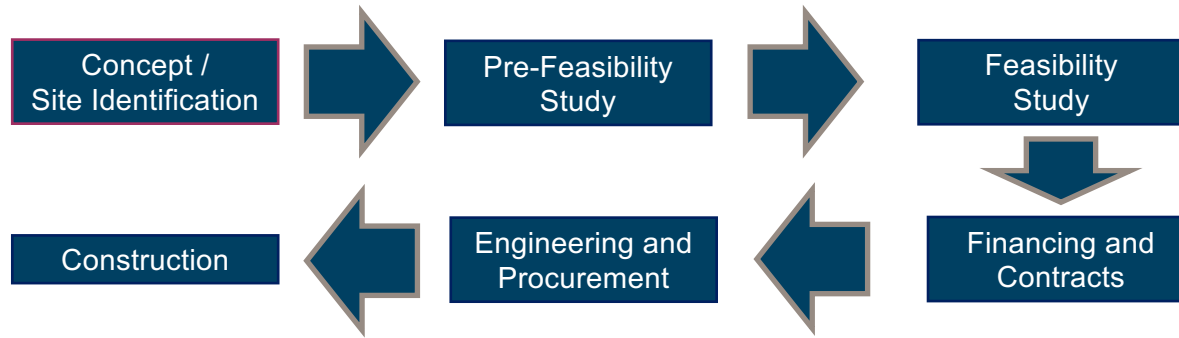 Concept /
Site Identification
Pre-Feasibility
Study
Feasibility
Study
Financing and
Contracts
Engineering and
Procurement
Construction